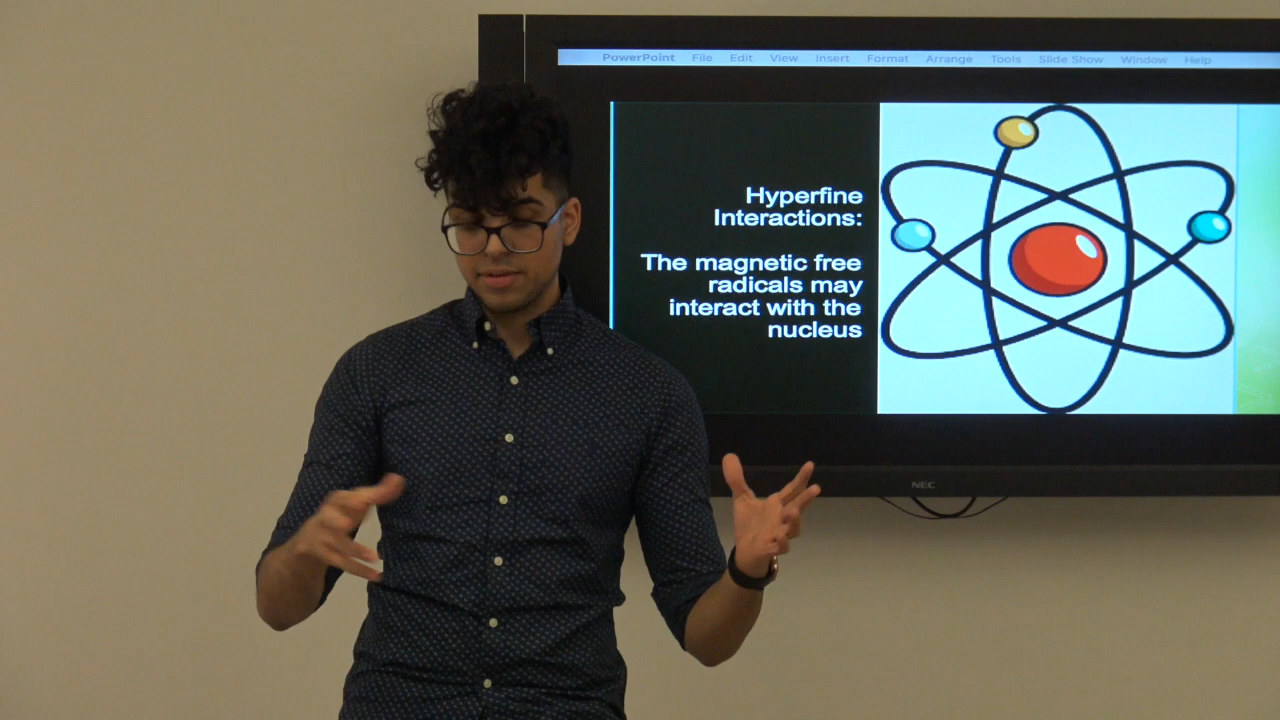 PowerPoint File Edit View Insert Format Arrange Tools Slide Show Window Help
Hyperfine
Interactions:
The magnetic free
radicals may
interact with the
nucleus
NEC